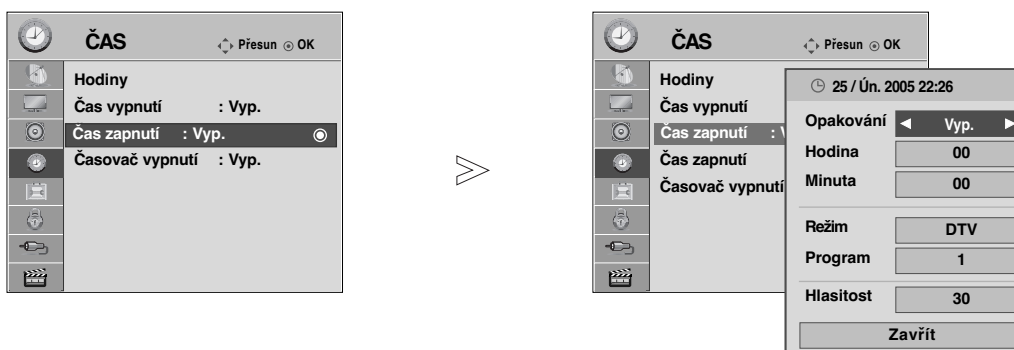 ČAS Přesun OK
Hodiny
Čas vypnutí : Vyp.
Čas zapnutí : Vyp.
Časovač vypnutí : Vyp.
ČAS Přesun OK
Hodiny
Čas vypnutí
Čas zapnutí :
Čas zapnutí
Časovač vypnutí
25 / Ún. 2005 22:26
Opakování ◀ Vyp. ▶
Hodina 00
Minuta 00
Režim DTV
Program 1
Hlasitost 30
Zavřít